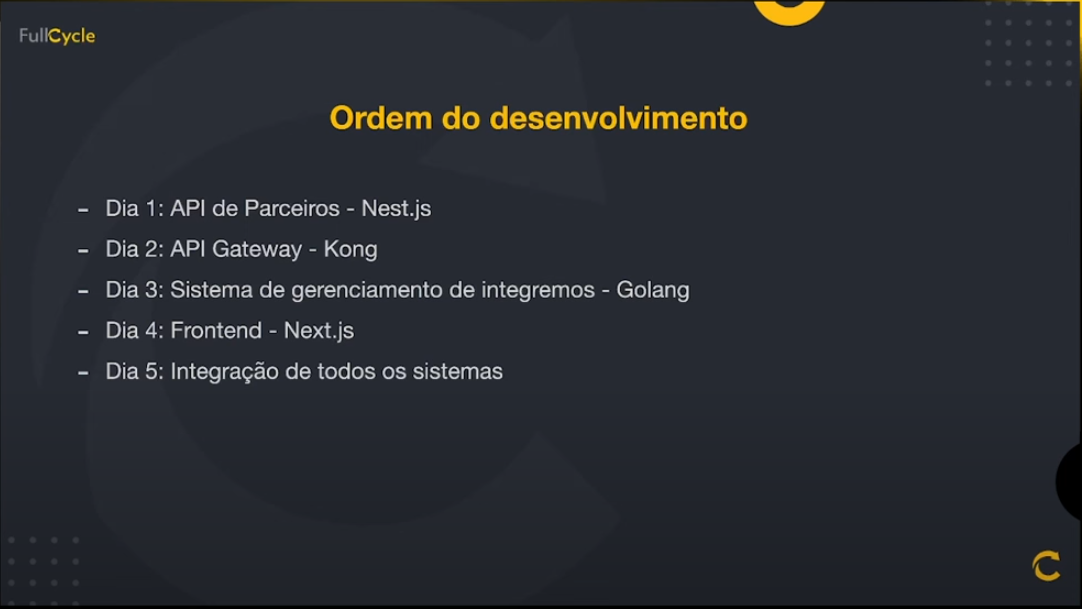 FullCycle
Ordem do desenvolvimento
- Dia 1: API de Parceiros - Nest.js
- Dia 2: API Gateway - Kong
- Dia 3: Sistema de gerenciamento de integremos - Golang
- Dia 4: Frontend - Next.js
- Dia 5: Integração de todos os sistemas